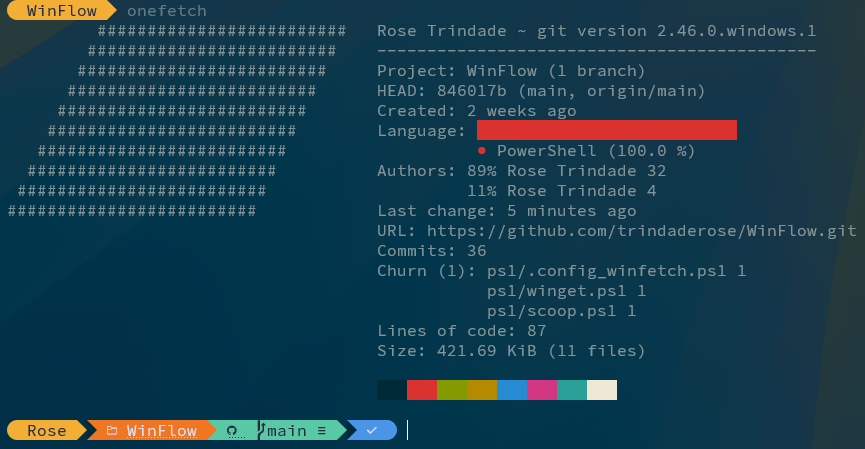 WinFlow onefetch
######################### Rose Trindade ~ git version 2.46.0.windows.1
######################### --------------------------------------------
######################### Project: WinFlow (1 branch)
######################### HEAD: 846017b (main, origin/main)
######################### Created: 2 weeks ago
######################### Language:
######################### ● PowerShell (100.0 %)
######################### Authors: 89% Rose Trindade 32
######################### 11% Rose Trindade 4
######################### Last change: 5 minutes ago
URL: https://github.com/trindaderose/WinFlow.git
Commits: 36
Churn (1): ps1/.config_winfetch.ps1 1
ps1/winget.ps1 1
ps1/scoop.ps1 1
Lines of code: 87
Size: 421.69 KiB (11 files)
Rose WinFlow main ≡ ✓